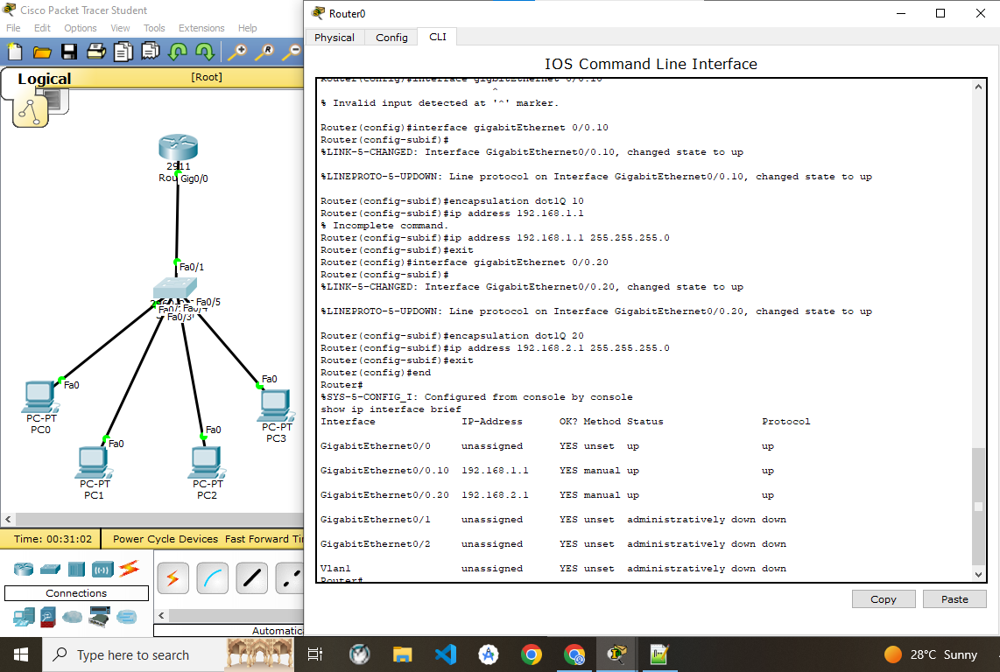 Cisco Packet Tracer Student
File Edit Options View Tools Extensions Help
Logical
[Root]
2911
Rou Gig0/0
Fa0/1
Fa0/5
Fa0/4
Fa0/3
Fa0
PC-PT
PC0
Fa0
PC-PT
PC3
Fa0
PC-PT
PC1
Fa0
PC-PT
PC2
Time: 00:31:02 Power Cycle Devices Fast Forward Ti
Connections
Automatic
Router0
Physical Config CLI
IOS Command Line Interface
Router(config)#interface gigbitEthernet 0/0.10
^
% Invalid input detected at '^' marker.
Router(config)#interface gigabitEthernet 0/0.10
Router(config-subif)#
%LINK-5-CHANGED: Interface GigabitEthernet0/0.10, changed state to up
%LINEPROTO-5-UPDOWN: Line protocol on Interface GigabitEthernet0/0.10, changed state to up
Router(config-subif)#encapsulation dot1Q 10
Router(config-subif)#ip address 192.168.1.1
% Incomplete command.
Router(config-subif)#ip address 192.168.1.1 255.255.255.0
Router(config-subif)#exit
Router(config)#interface gigabitEthernet 0/0.20
Router(config-subif)#
%LINK-5-CHANGED: Interface GigabitEthernet0/0.20, changed state to up
%LINEPROTO-5-UPDOWN: Line protocol on Interface GigabitEthernet0/0.20, changed state to up
Router(config-subif)#encapsulation dot1Q 20
Router(config-subif)#ip address 192.168.2.1 255.255.255.0
Router(config-subif)#exit
Router(config)#end
Router#
%SYS-5-CONFIG_I: Configured from console by console
show ip interface brief
Interface IP-Address OK? Method Status Protocol
GigabitEthernet0/0 unassigned YES unset up up
GigabitEthernet0/0.10 192.168.1.1 YES manual up up
GigabitEthernet0/0.20 192.168.2.1 YES manual up up
GigabitEthernet0/1 unassigned YES unset administratively down down
GigabitEthernet0/2 unassigned YES unset administratively down down
Vlan1 unassigned YES unset administratively down down
Router#
Copy Paste
Type here to search
28°C Sunny